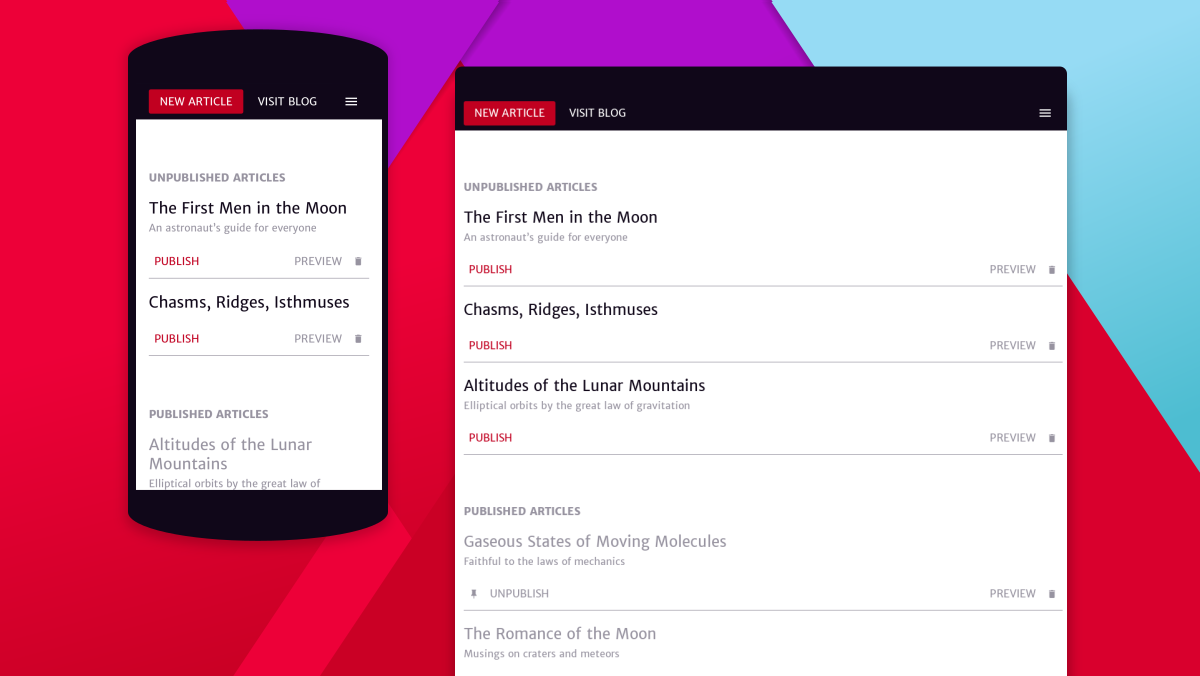 NEW ARTICLE VISIT BLOG
UNPUBLISHED ARTICLES
The First Men in the Moon
An astronaut's guide for everyone
PUBLISH PREVIEW
Chasms, Ridges, Isthmuses
PUBLISH PREVIEW
PUBLISHED ARTICLES
Altitudes of the Lunar
Mountains
Elliptical orbits by the great law of
NEW ARTICLE VISIT BLOG
UNPUBLISHED ARTICLES
The First Men in the Moon
An astronaut's guide for everyone
PUBLISH PREVIEW
Chasms, Ridges, Isthmuses
PUBLISH PREVIEW
Altitudes of the Lunar Mountains
Elliptical orbits by the great law of gravitation
PUBLISH PREVIEW
PUBLISHED ARTICLES
Gaseous States of Moving Molecules
Faithful to the laws of mechanics
UNPUBLISH PREVIEW
The Romance of the Moon
Musings on craters and meteors